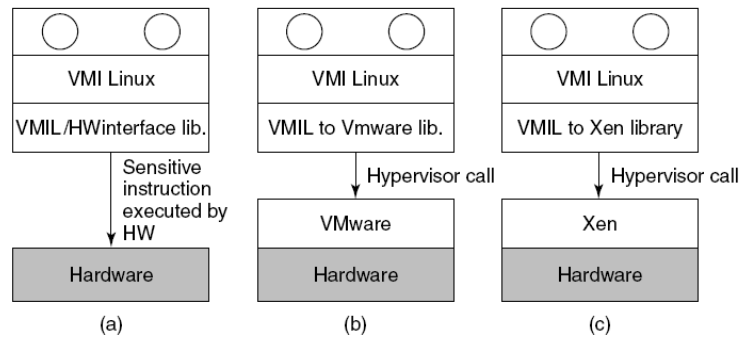 VMI Linux
VMIL/HWinterface lib.
Sensitive
instruction
executed by
HW
Hardware
(a)
VMI Linux
VMIL to Vmware lib.
Hypervisor call
VMware
Hardware
(b)
VMI Linux
VMIL to Xen library
Hypervisor call
Xen
Hardware
(c)